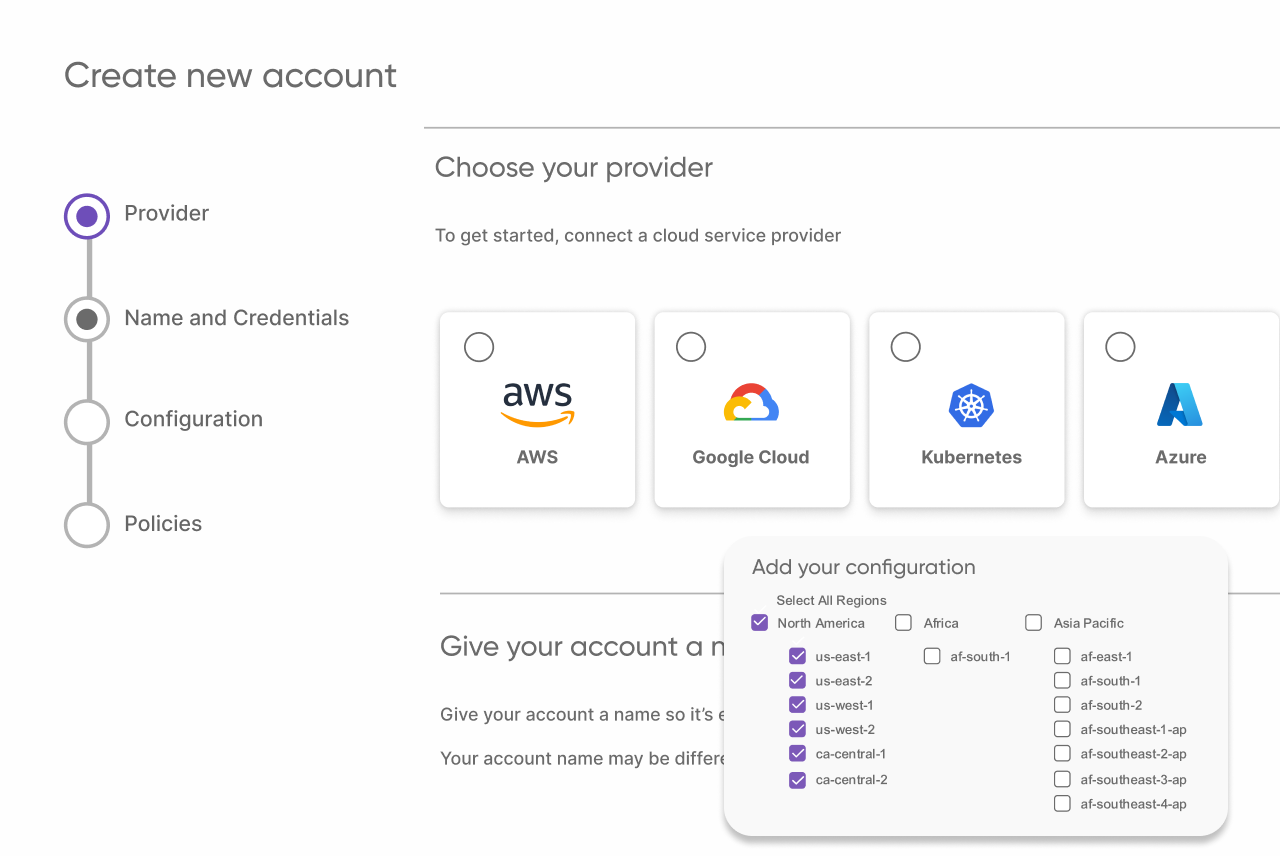 Create new account
Provider
Name and Credentials
Configuration
Policies
Choose your provider
To get started, connect a cloud service provider
aws
AWS
Google Cloud
Kubernetes
Azure
Give your account a
Give your account a name so it's
Your account name may be
Add your configuration
Select All Regions
North America
us-east-1
us-east-2
us-west-1
us-west-2
ca-central-1
ca-central-2
Africa
af-south-1
Asia Pacific
af-east-1
af-south-1
af-south-2
af-southeast-1-ap
af-southeast-2-ap
af-southeast-3-ap
af-southeast-4-ap